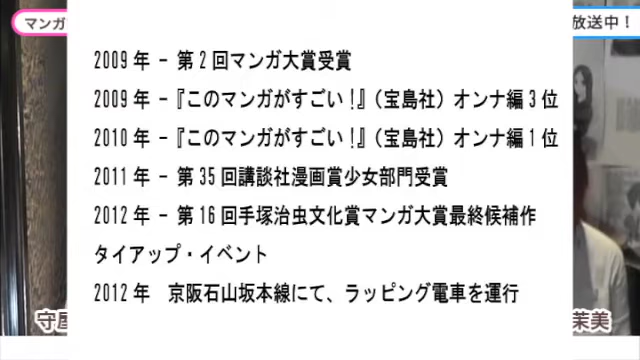 マンガ
放送中！
2009年 － 第2回マンガ大賞受賞
2009年 －『このマンガがすごい！』（宝島社）オンナ編3位
2010年 －『このマンガがすごい！』（宝島社）オンナ編1位
2011年 － 第35回講談社漫画賞少女部門受賞
2012年 － 第16回手塚治虫文化賞マンガ大賞最終候補作
タイアップ・イベント
2012年　京阪石山坂本線にて、ラッピング電車を運行
守屋
茉美